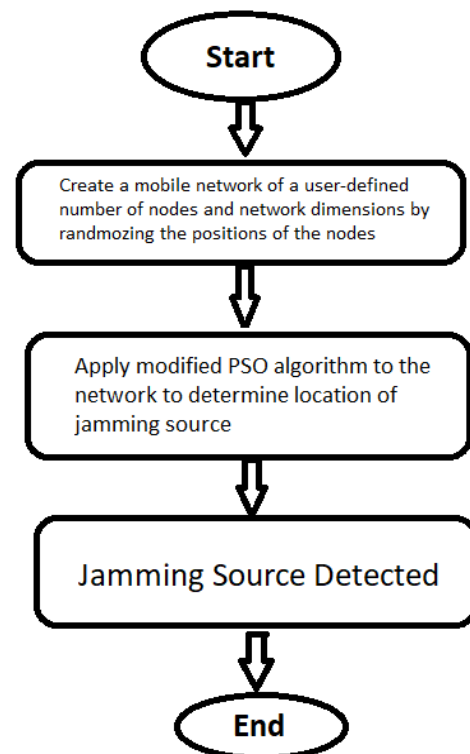 Start
Create a mobile network of a user-defined
number of nodes and network dimensions by
randmozing the positions of the nodes
Apply modified PSO algorithm to the
network to determine location of
jamming source
Jamming Source Detected
End